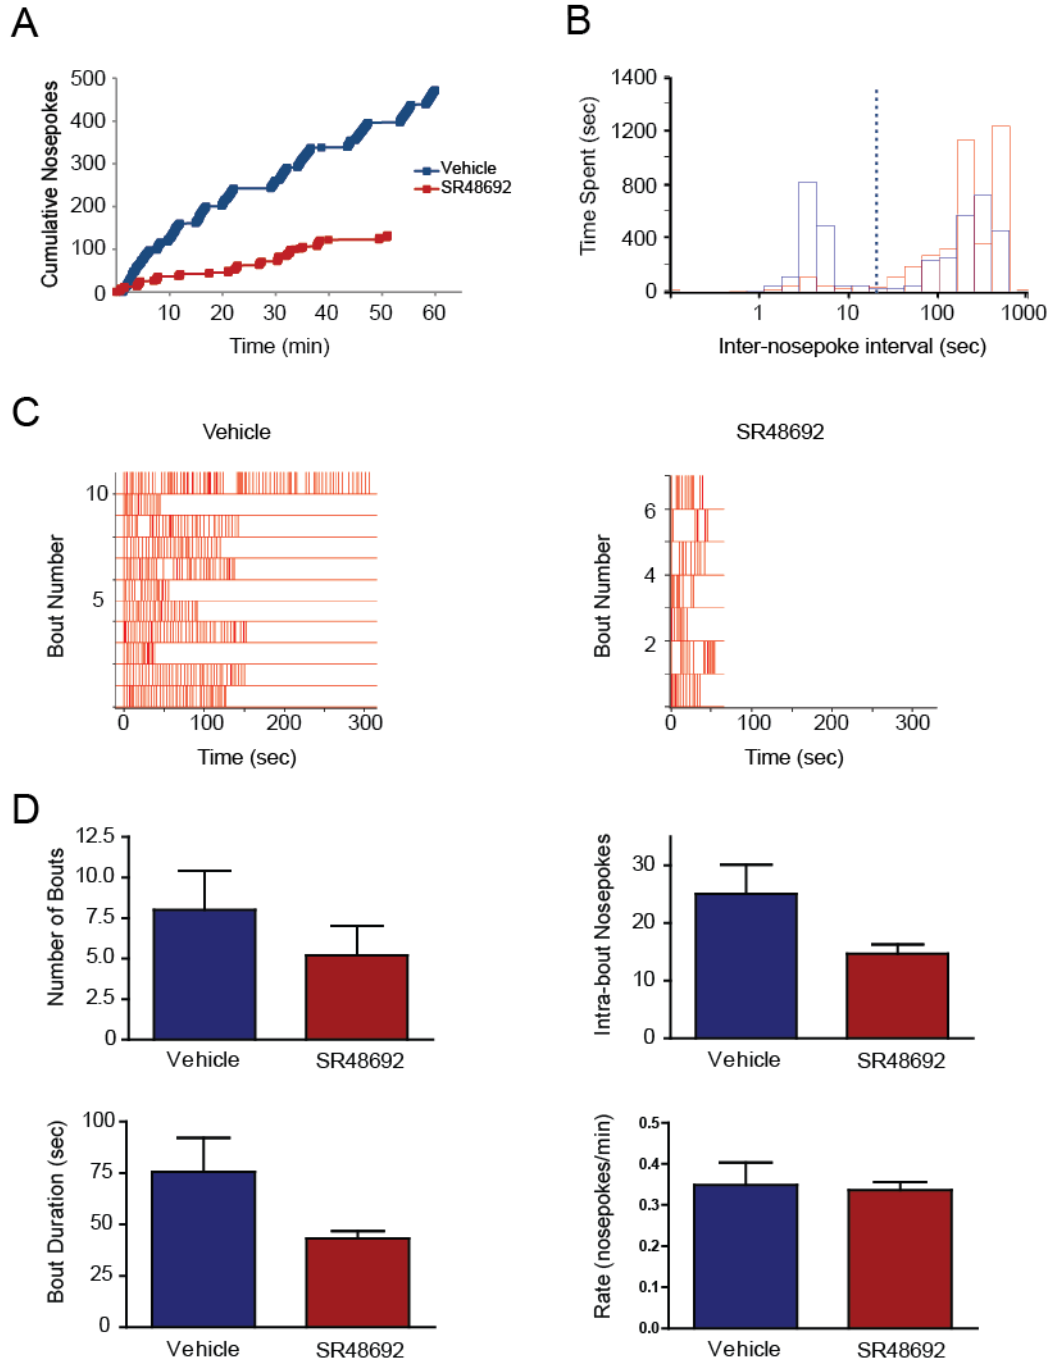 A
Cumulative Nosepokes
500
400
300
200
100
0
10 20 30 40 50 60
Time (min)
Vehicle
SR48692
B
Time Spent (sec)
1400
1200
800
400
0
1 10 100 1000
Inter-nosepoke interval (sec)
C
Vehicle
Bout Number
10
5
0 100 200 300
Time (sec)
SR48692
Bout Number
6
4
2
0 100 200 300
Time (sec)
D
Number of Bouts
12.5
10.0
7.5
5.0
2.5
0
Vehicle SR48692
Intra-bout Nosepokes
30
20
10
0
Vehicle SR48692
Bout Duration (sec)
100
75
50
25
0
Vehicle SR48692
Rate (nosepokes/min)
0.5
0.4
0.3
0.2
0.1
0.0
Vehicle SR48692